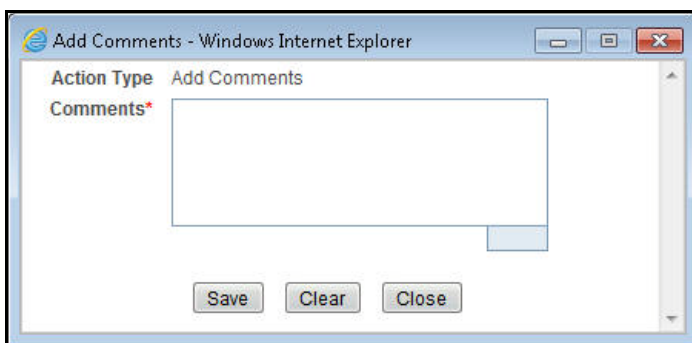 Add Comments - Windows Internet Explorer
Action Type Add Comments
Comments*
Save Clear Close